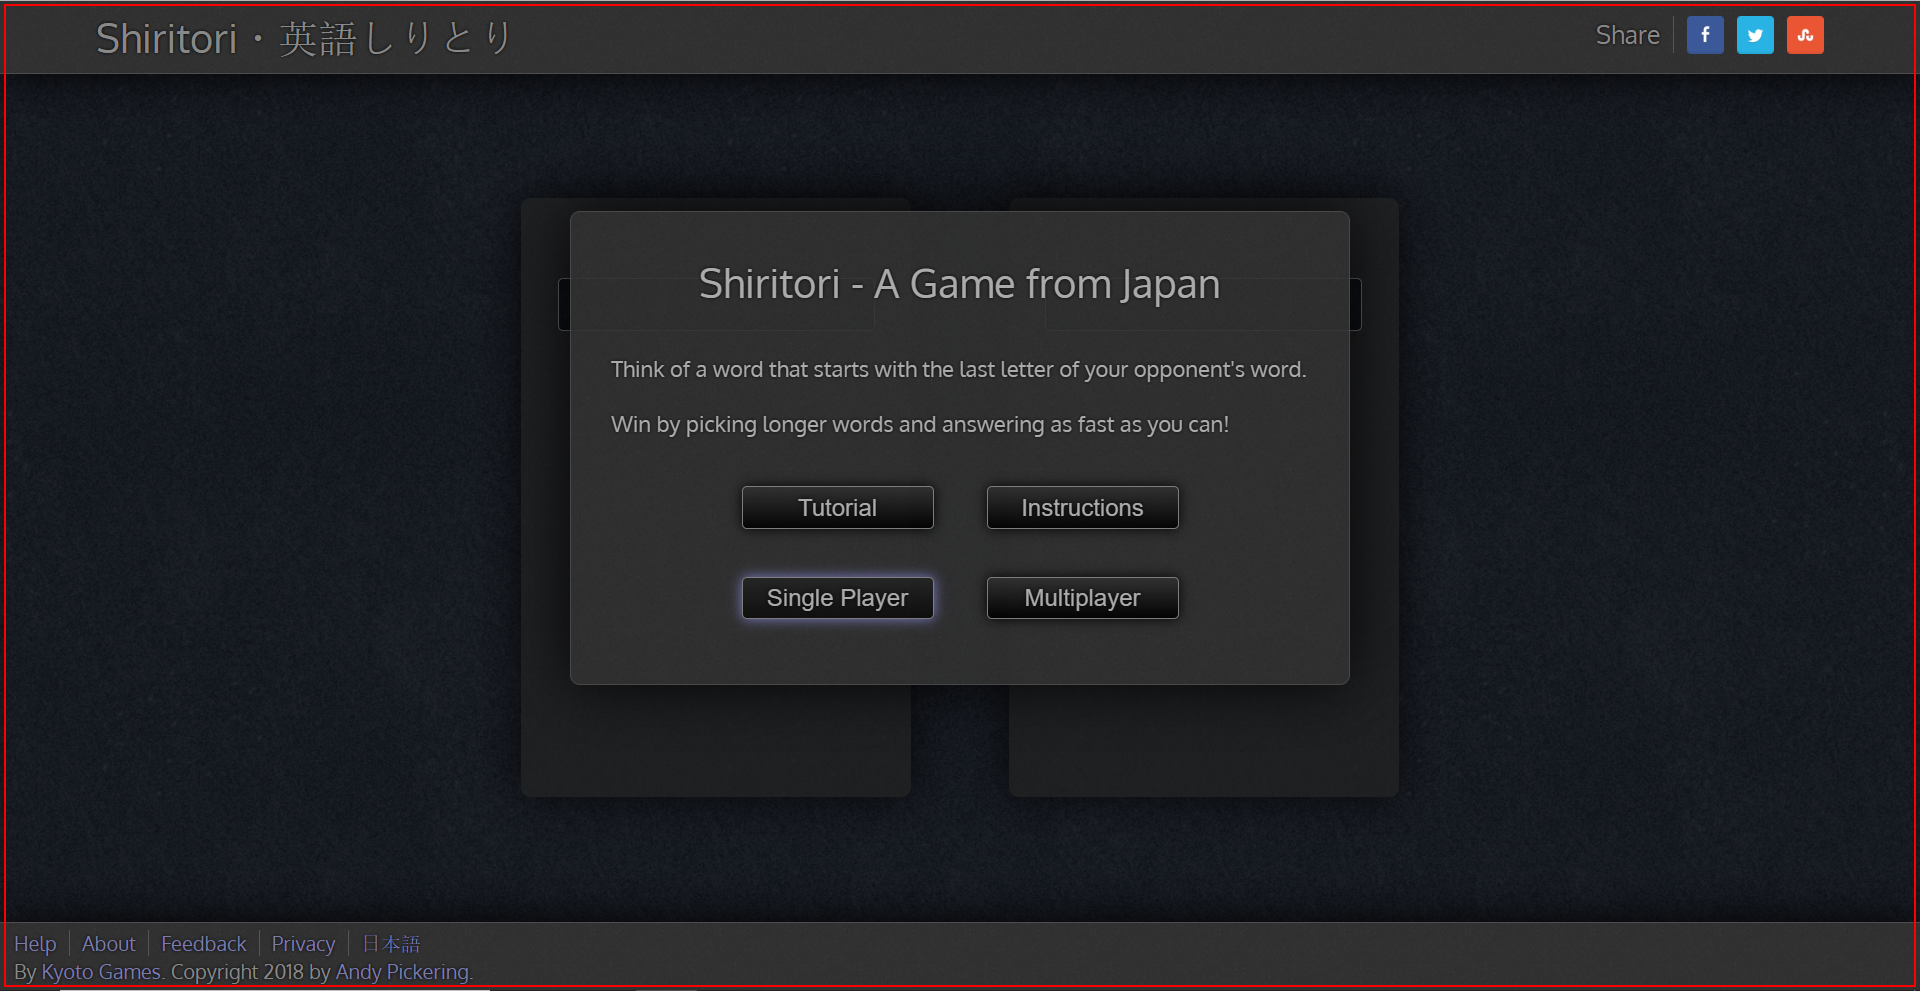 Shiritori・英語しりとり
Share
Shiritori - A Game from Japan
Think of a word that starts with the last letter of your opponent's word.
Win by picking longer words and answering as fast as you can!
Tutorial
Instructions
Single Player
Multiplayer
Help About Feedback Privacy 日本語
By Kyoto Games. Copyright 2018 by Andy Pickering.